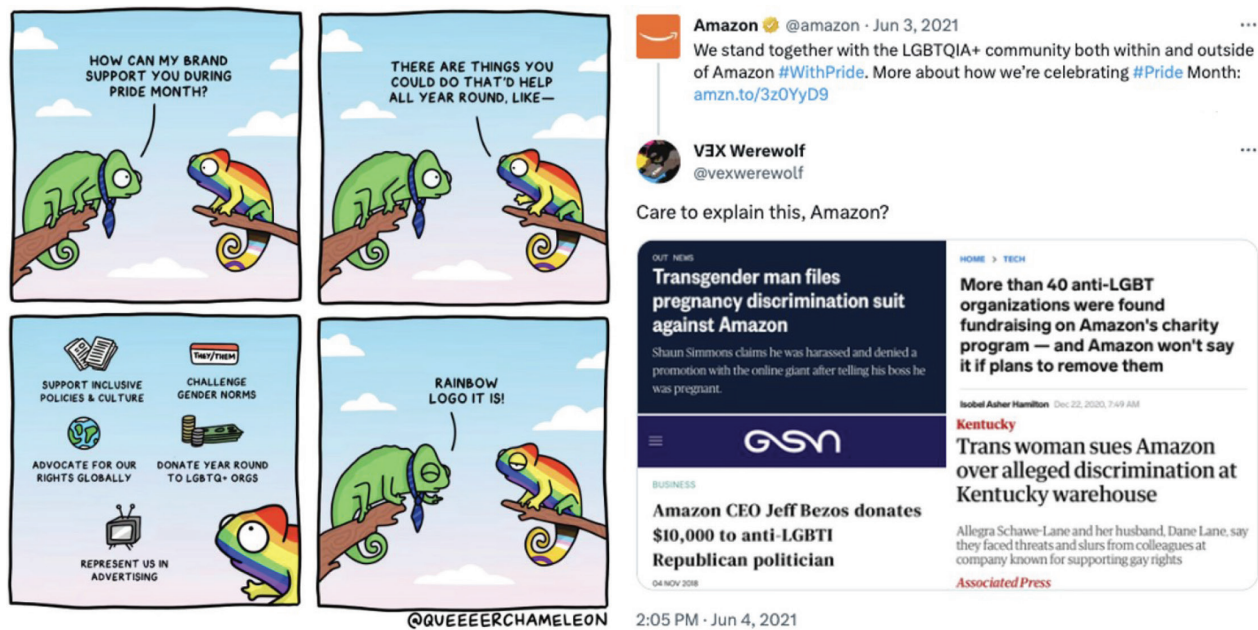 HOW CAN MY BRAND
SUPPORT YOU DURING
PRIDE MONTH?
THERE ARE THINGS YOU
COULD DO THAT'D HELP
ALL YEAR ROUND, LIKE—
SUPPORT INCLUSIVE
POLICIES & CULTURE
THEY/THEM
CHALLENGE
GENDER NORMS
ADVOCATE FOR OUR
RIGHTS GLOBALLY
DONATE YEAR ROUND
TO LGBTQ+ ORGS
REPRESENT US IN
ADVERTISING
RAINBOW
LOGO IT IS!
@QUEEEERCHAMELEON
Amazon @amazon · Jun 3, 2021
We stand together with the LGBTQIA+ community both within and outside
of Amazon #WithPride. More about how we're celebrating #Pride Month:
amzn.to/3z0YyD9
VƎX Werewolf
@vexwerewolf
Care to explain this, Amazon?
OUT NEWS
Transgender man files
pregnancy discrimination suit
against Amazon
Shaun Simmons claims he was harassed and denied a
promotion with the online giant after telling his boss he
was pregnant.
HOME > TECH
More than 40 anti-LGBT
organizations were found
fundraising on Amazon's charity
program — and Amazon won't say
it if plans to remove them
Isobel Asher Hamilton Dec 22, 2020, 7:49 AM
GSN
BUSINESS
Amazon CEO Jeff Bezos donates
$10,000 to anti-LGBTI
Republican politician
04 NOV 2018
Kentucky
Trans woman sues Amazon
over alleged discrimination at
Kentucky warehouse
Allegra Schawe-Lane and her husband, Dane Lane, say
they faced threats and slurs from colleagues at
company known for supporting gay rights
Associated Press
2:05 PM · Jun 4, 2021